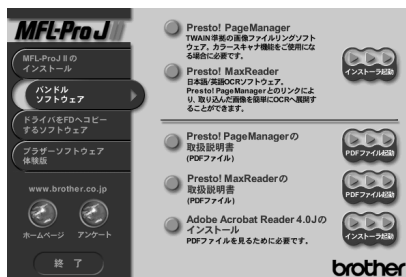 MFL-Pro J II
MFL-ProJ II の
インストール
バンドル
ソフトウェア
ドライバをFDへコピー
するソフトウェア
ブラザーソフトウェア
体験版
www.brother.co.jp
ホームページ
アンケート
終 了
Presto! PageManager
TWAIN 準拠の画像ファイリングソフト
ウェア。カラースキャナ機能をご使用にな
る場合に必要です。
Presto! MaxReader
日本語/英語OCRソフトウェア。
Presto! PageManagerとのリンクによ
り、取り込んだ画像を簡単にOCRへ展開す
ることができます。
インストーラ起動
Presto! PageManagerの
取扱説明書
(PDFファイル)
PDFファイル起動
Presto! MaxReaderの
取扱説明書
(PDFファイル)
PDFファイル起動
Adobe Acrobat Reader 4.0Jの
インストール
PDFファイルを見るために必要です。
インストーラ起動
brother